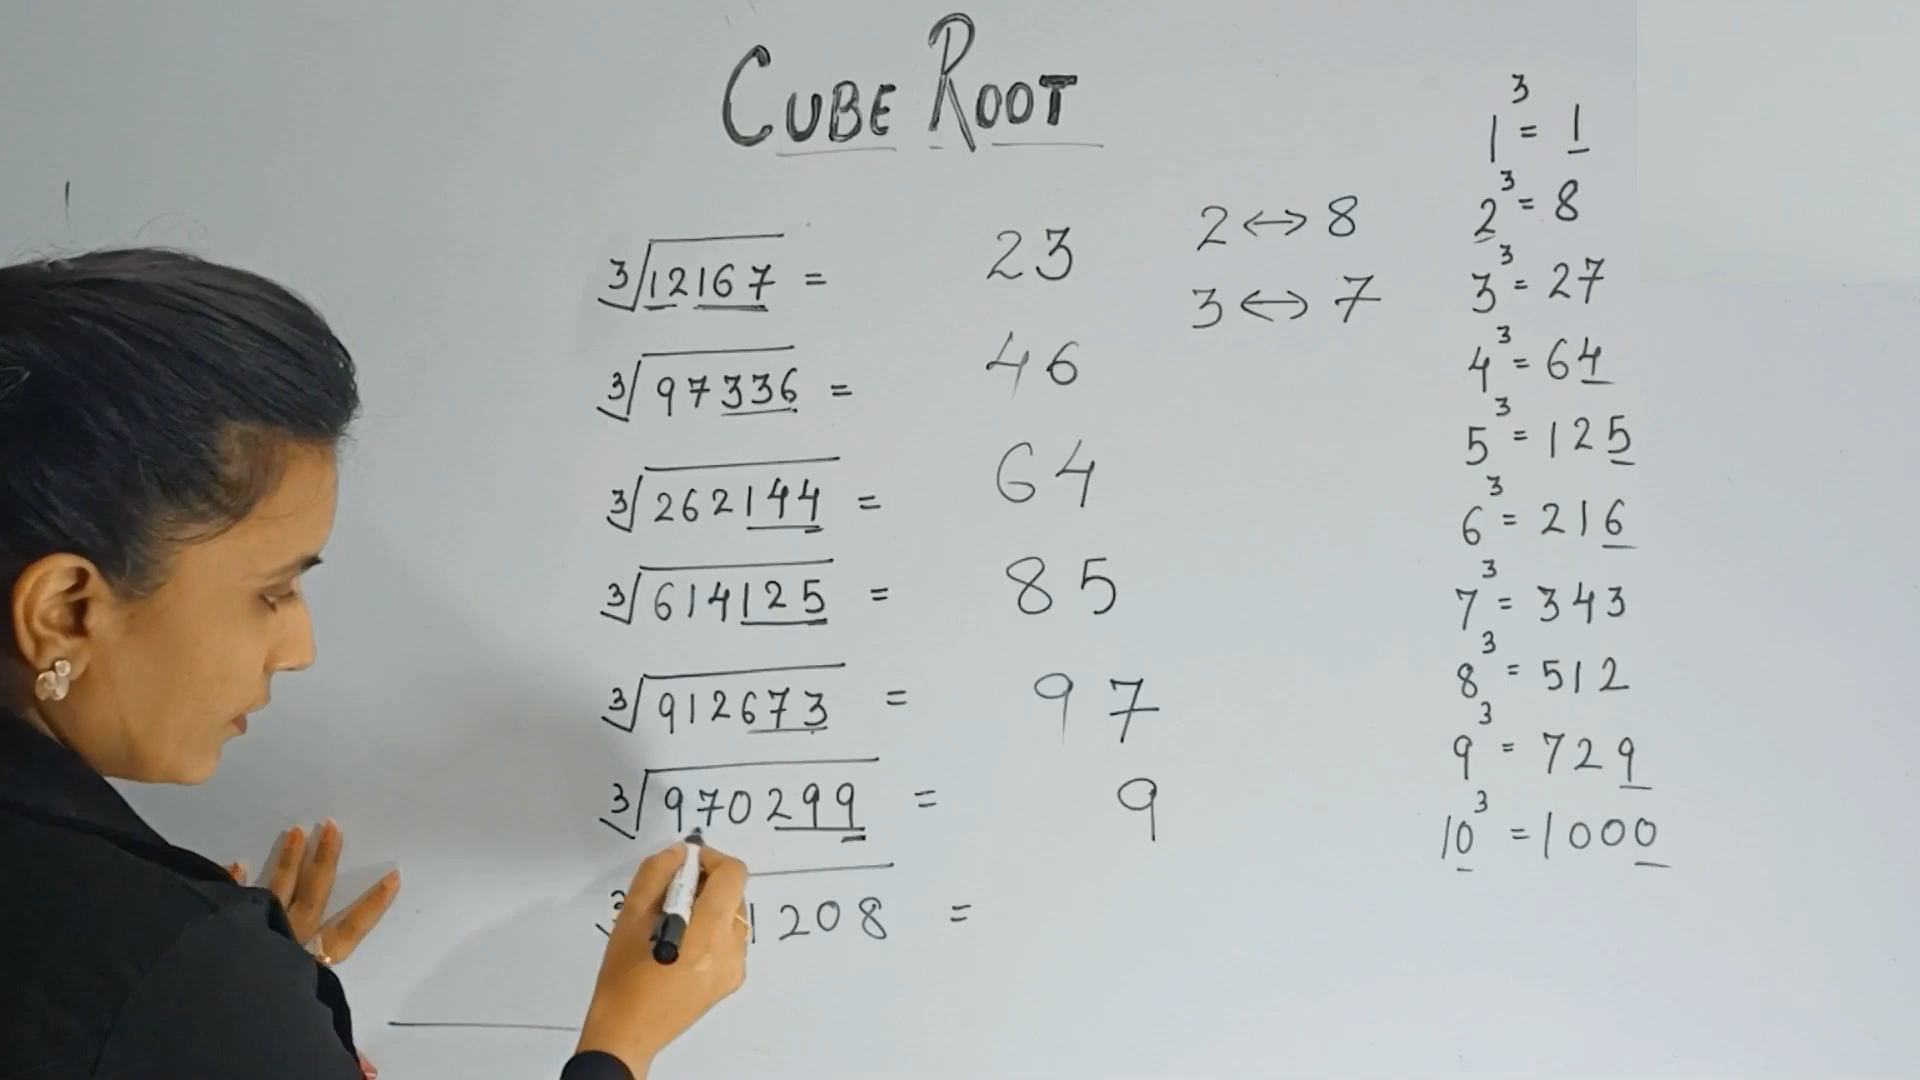 CUBE ROOT
³√12167 = 23
³√97336 = 46
³√262144 = 64
³√614125 = 85
³√912673 = 97
³√970299 = 9
1208 =
2 ↔ 8
3 ↔ 7
1³ = 1
2³ = 8
3³ = 27
4³ = 64
5³ = 125
6³ = 216
7³ = 343
8³ = 512
9³ = 729
10³ = 1000